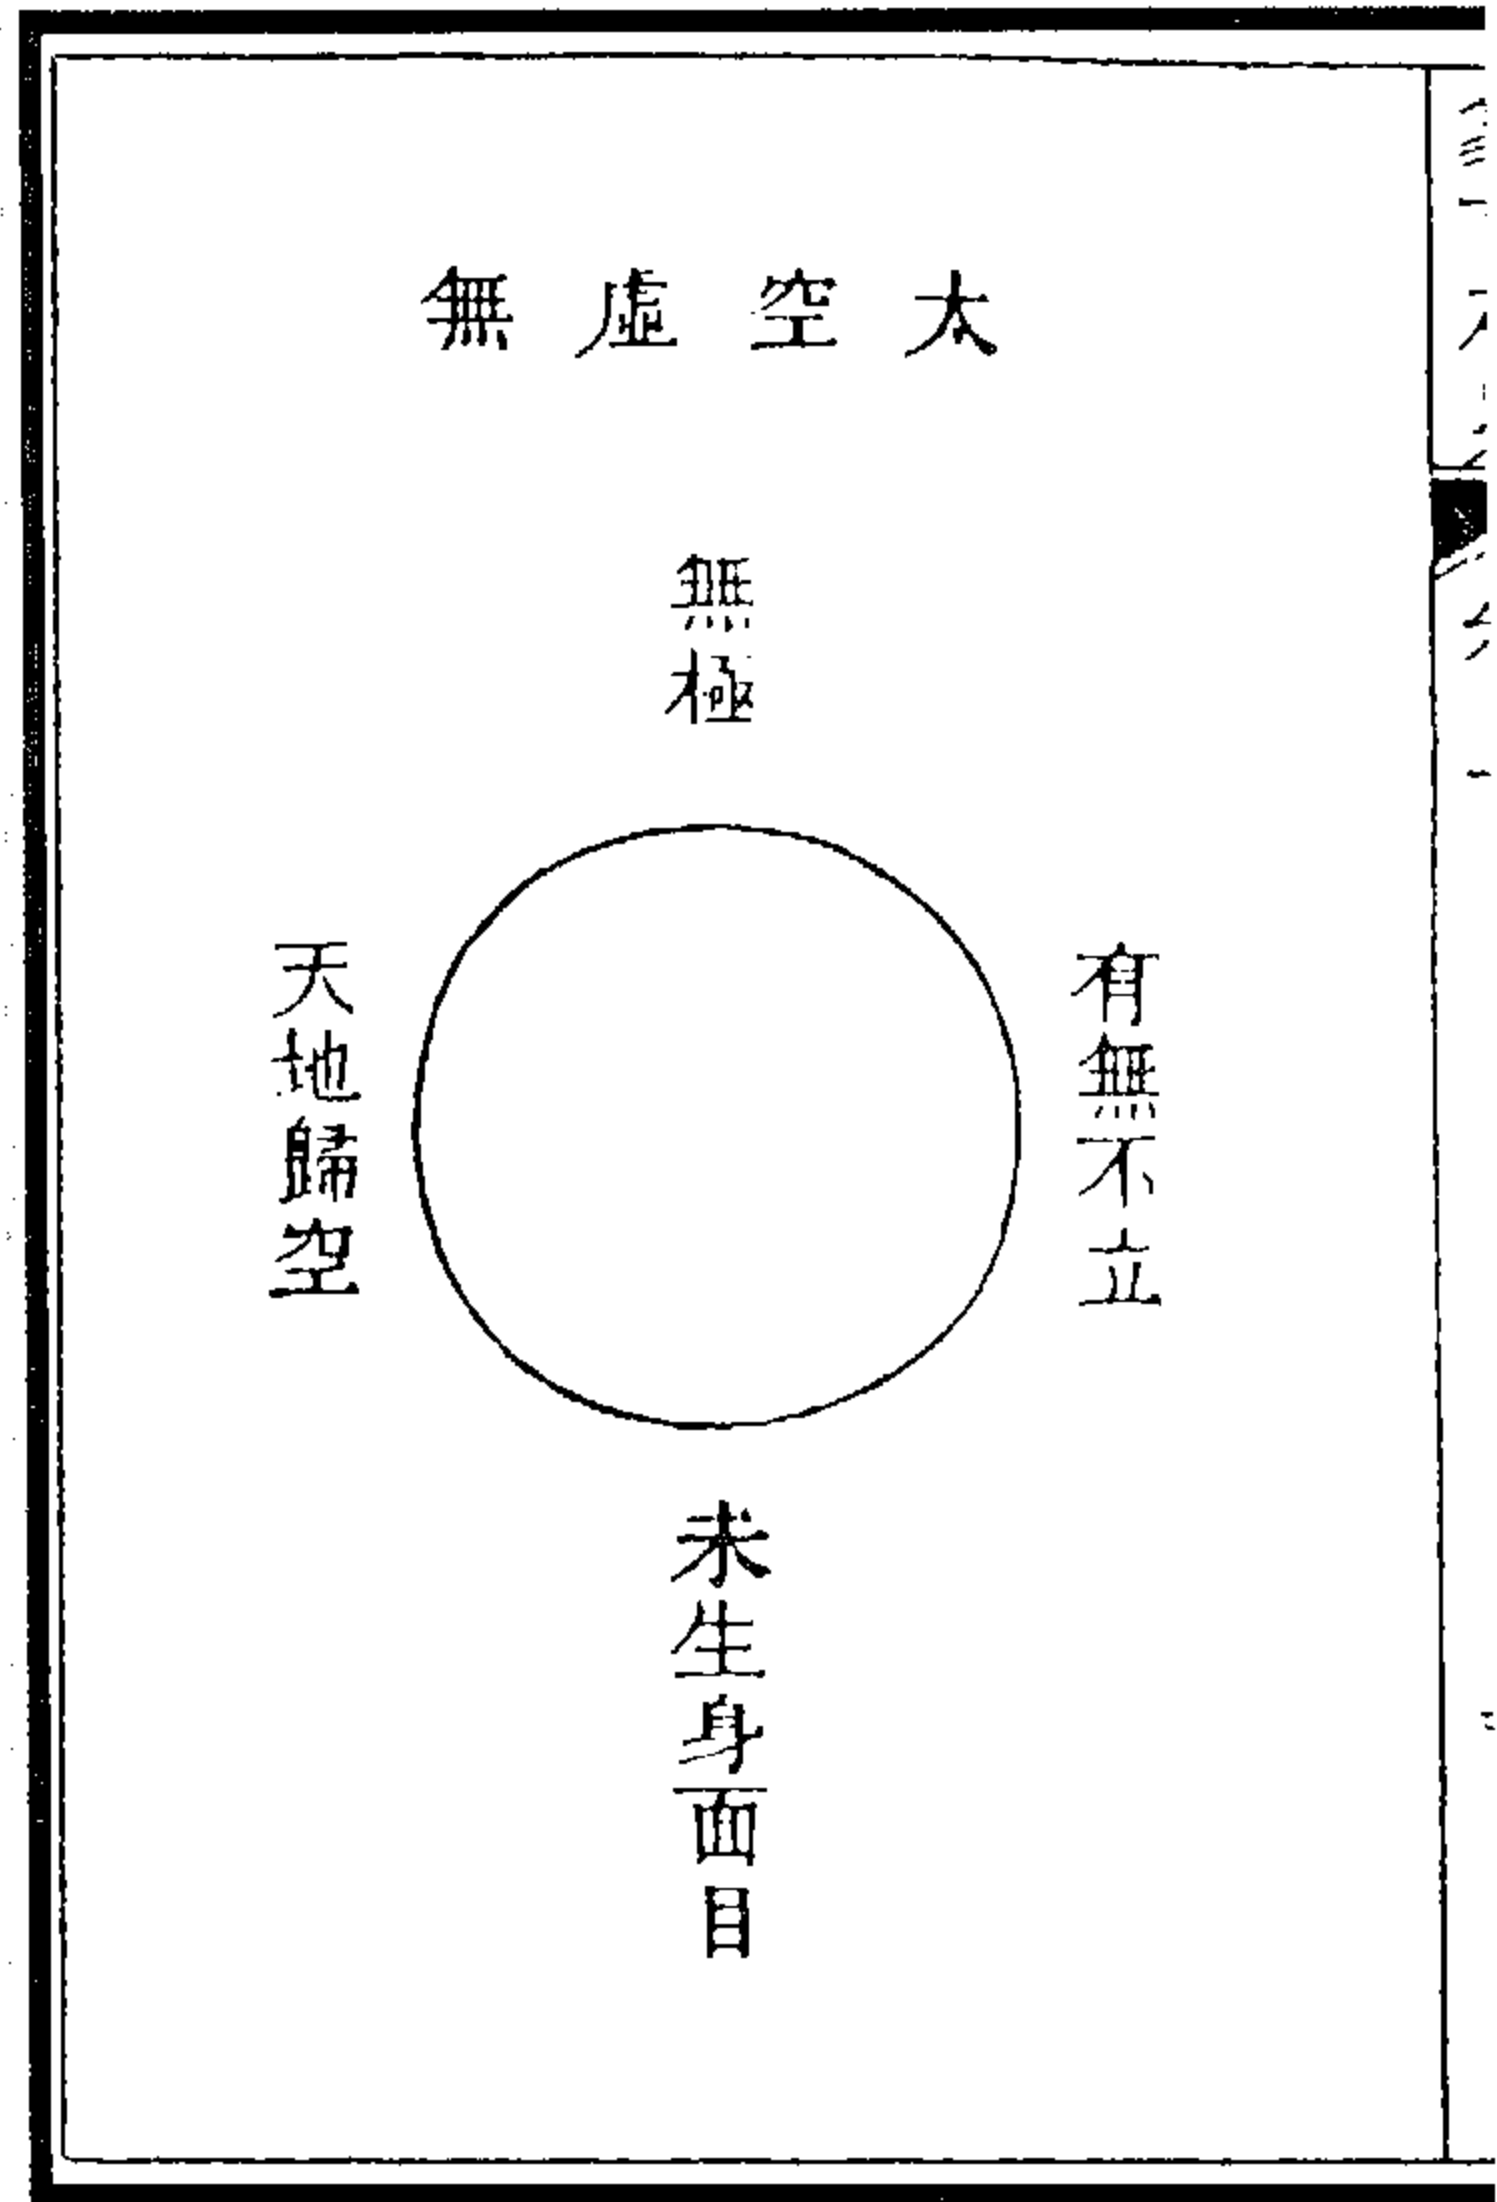 太空虛無
無極
有無不立
天地歸空
未生身面目